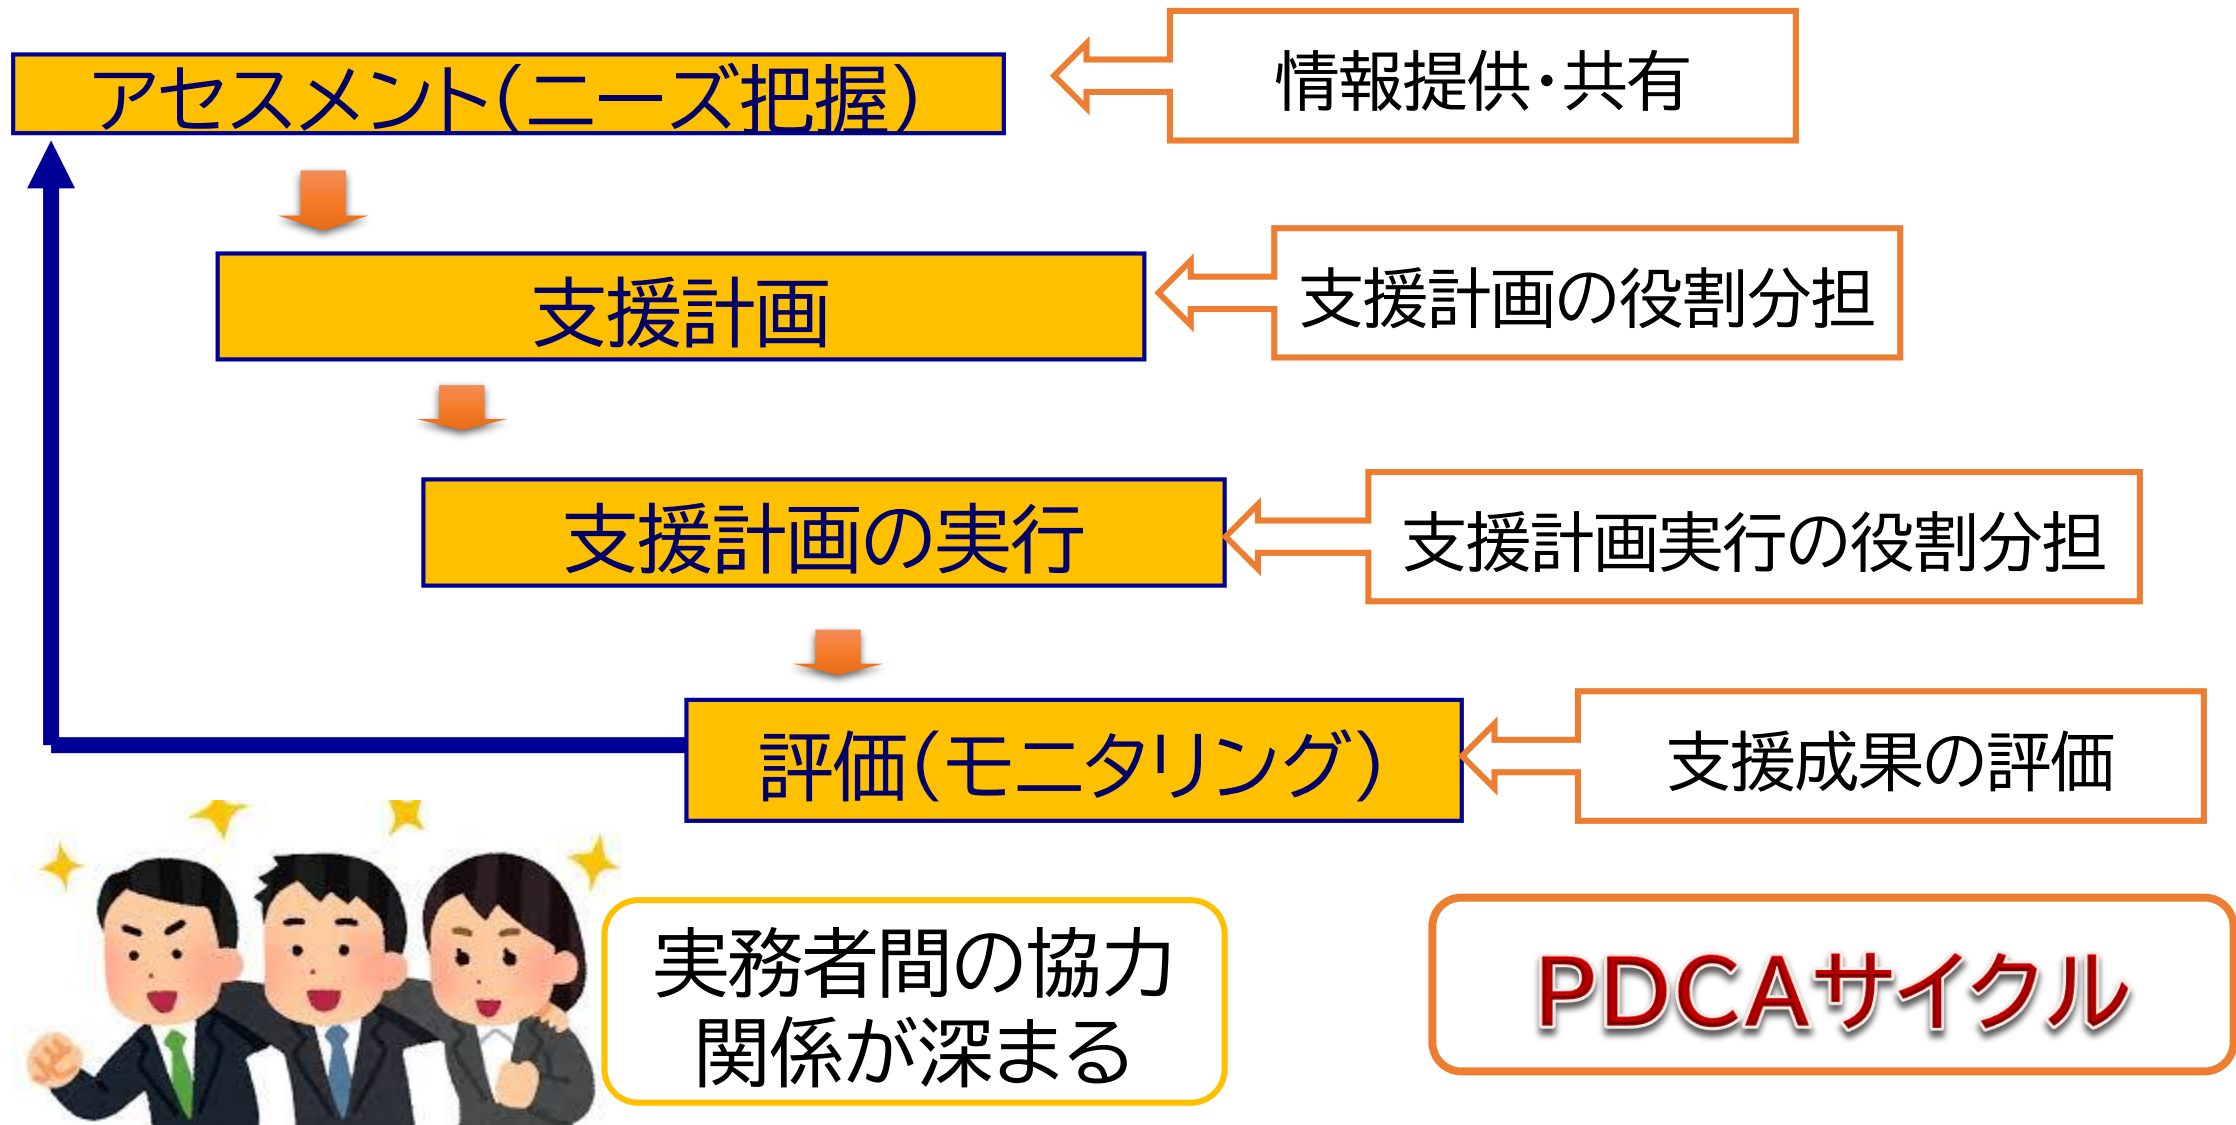 アセスメント(ニーズ把握)
情報提供・共有
支援計画
支援計画の役割分担
支援計画の実行
支援計画実行の役割分担
評価(モニタリング)
支援成果の評価
実務者間の協力
関係が深まる
PDCAサイクル